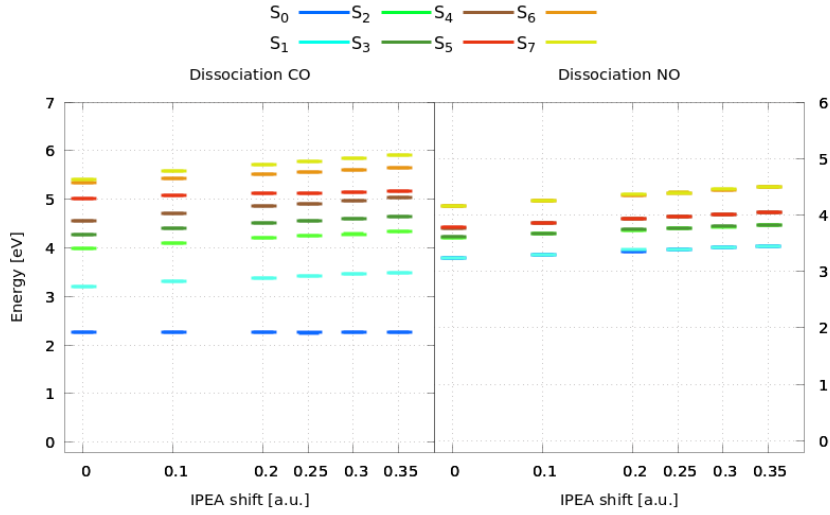 S0 S2 S4 S6
S1 S3 S5 S7
Dissociation CO Dissociation NO
7 6
6 5
5 4
4 3
3 2
2 1
1 0
0
Energy [eV]
0 0.1 0.2 0.25 0.3 0.35 0 0.1 0.2 0.25 0.3 0.35
IPEA shift [a.u.] IPEA shift [a.u.]